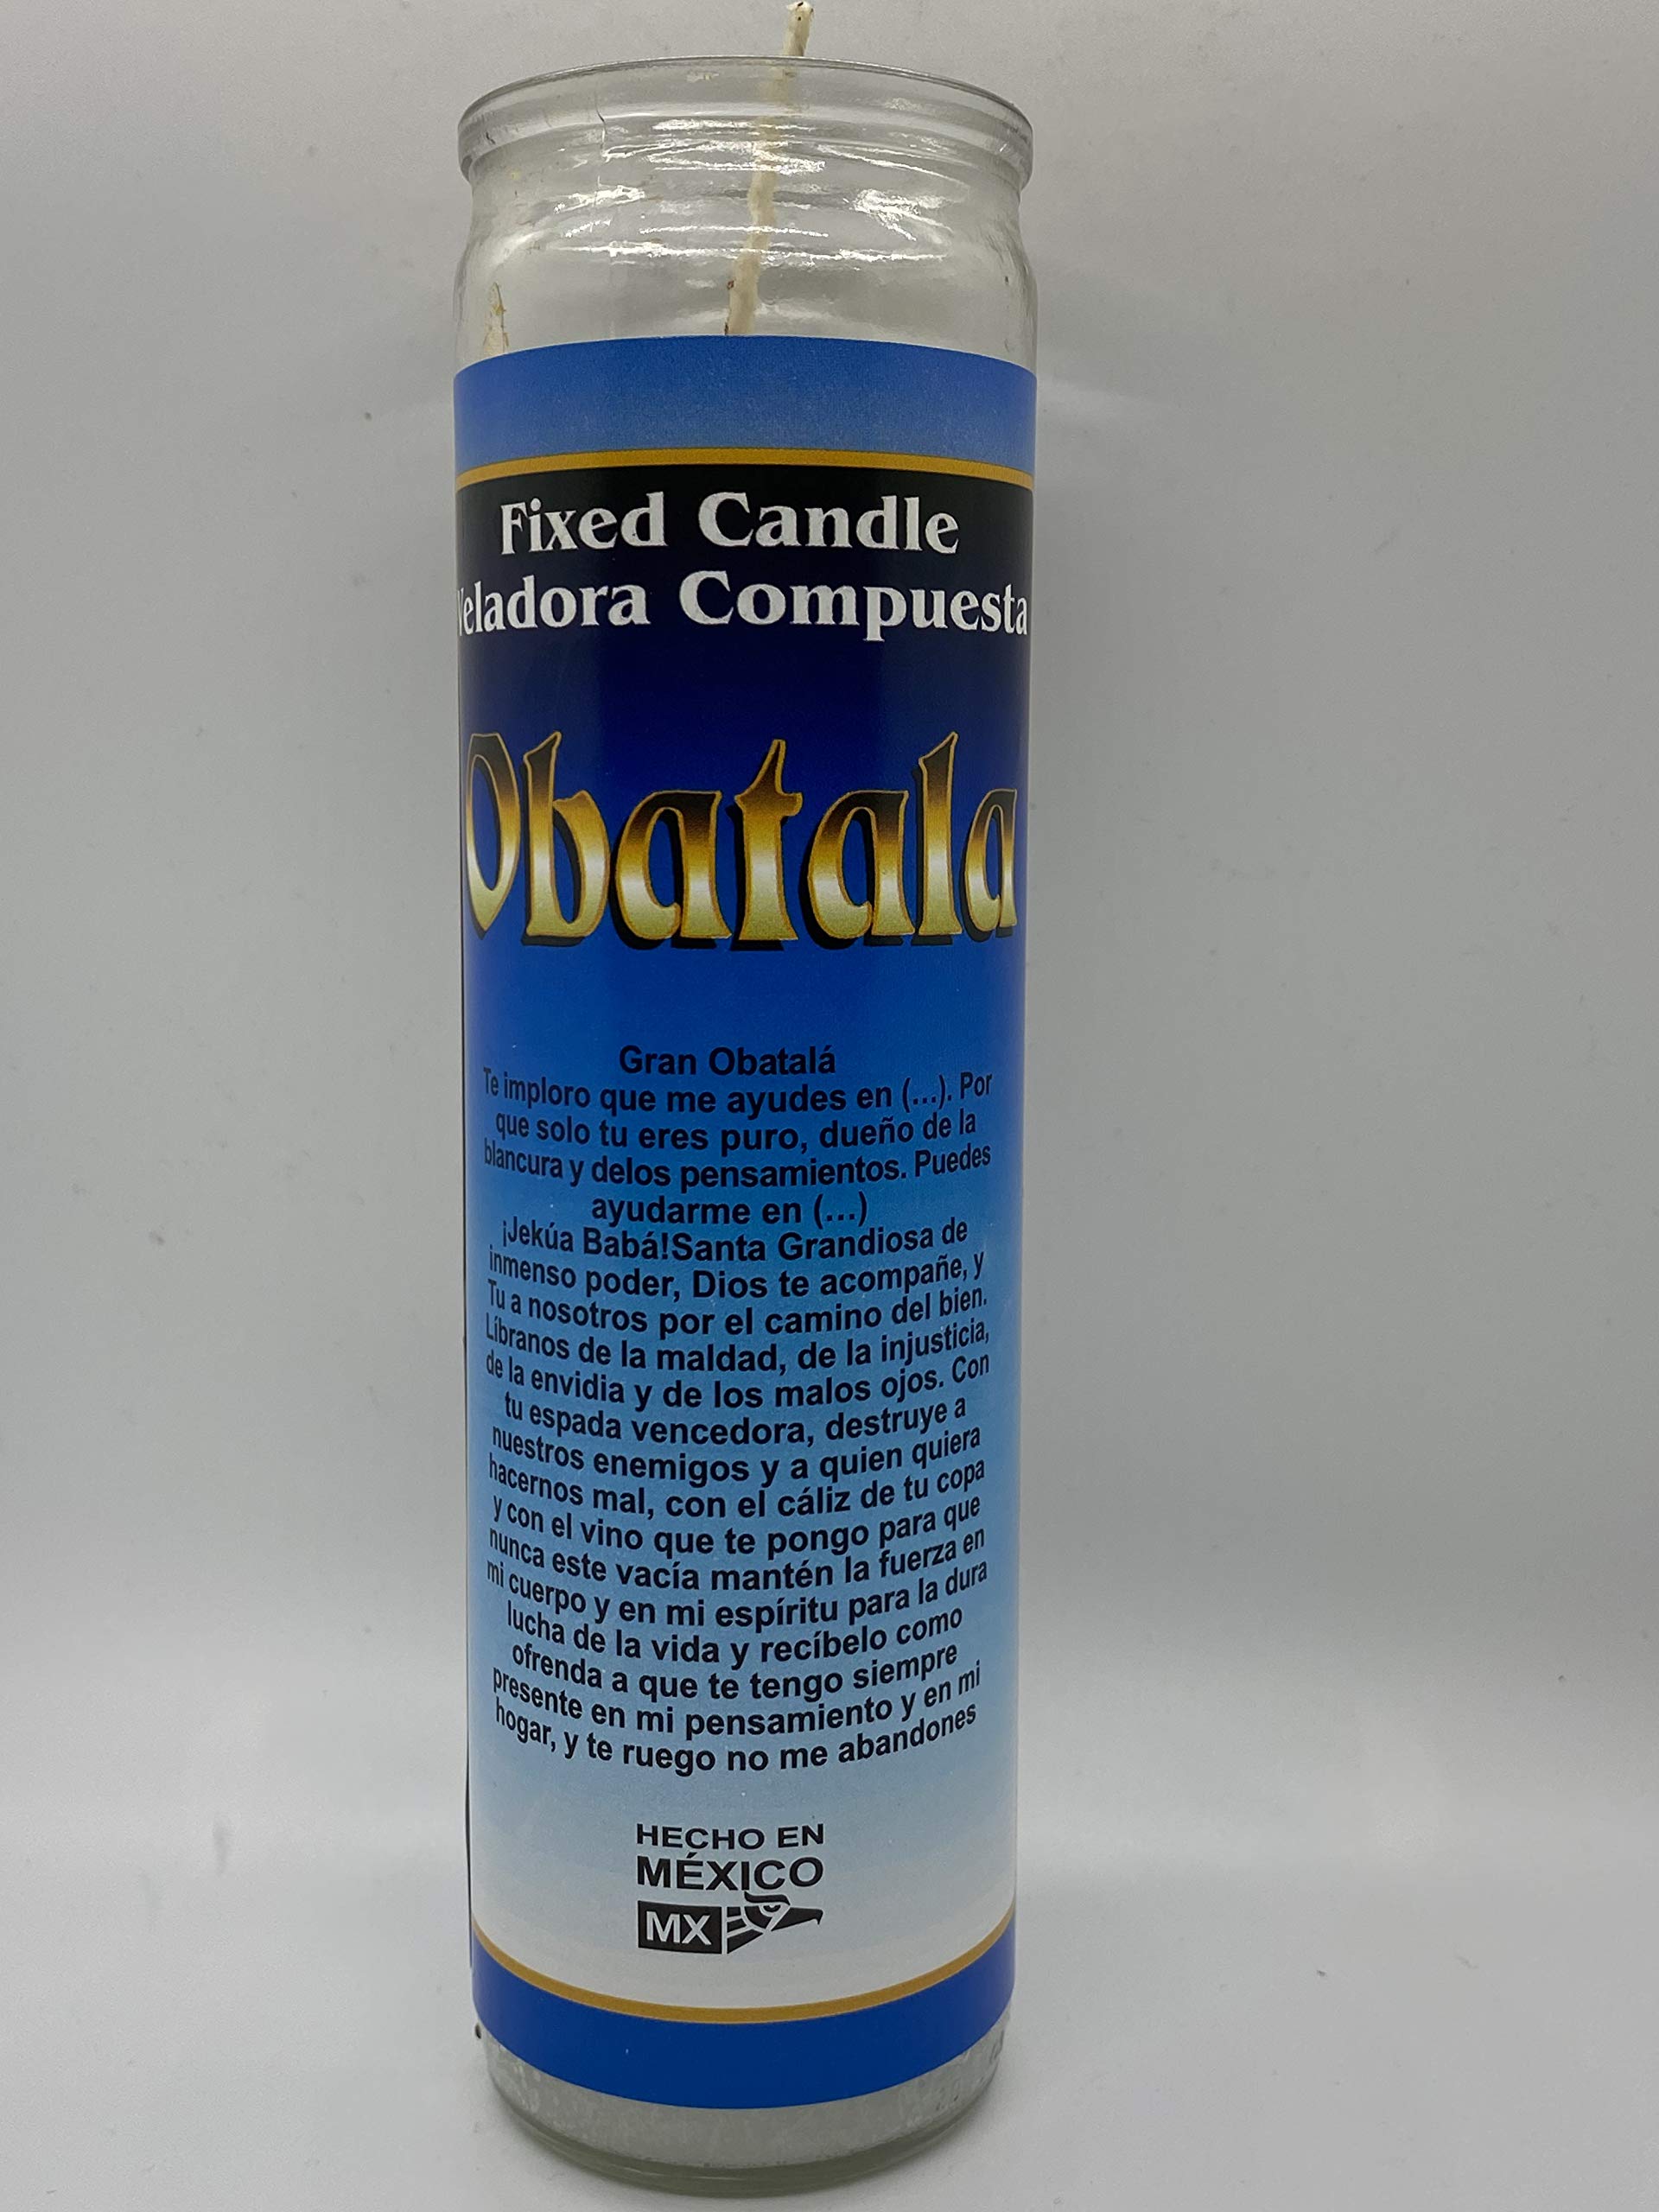 Fixed Candle
Veladora Compuesta
Obatala
Gran Obatalá
Te imploro que me ayudes en (...). Por
que solo tu eres puro, dueño de la
blancura y delos pensamientos. Puedes
ayudarme en (...)
¡Jekúa Babá!Santa Grandiosa de
inmenso poder, Dios te acompañe, y
Tu a nosotros por el camino del bien.
Líbranos de la maldad, de la injusticia,
de la envidia y de los malos ojos. Con
tu espada vencedora, destruye a
nuestros enemigos y a quien quiera
hacernos mal, con el cáliz de tu copa
y con el vino que te pongo para que
nunca este vacía mantén la fuerza en
mi cuerpo y en mi espíritu para la dura
lucha de la vida y recíbelo como
ofrenda a que te tengo siempre
presente en mi pensamiento y en mi
hogar, y te ruego no me abandones
HECHO EN
MÉXICO
MX